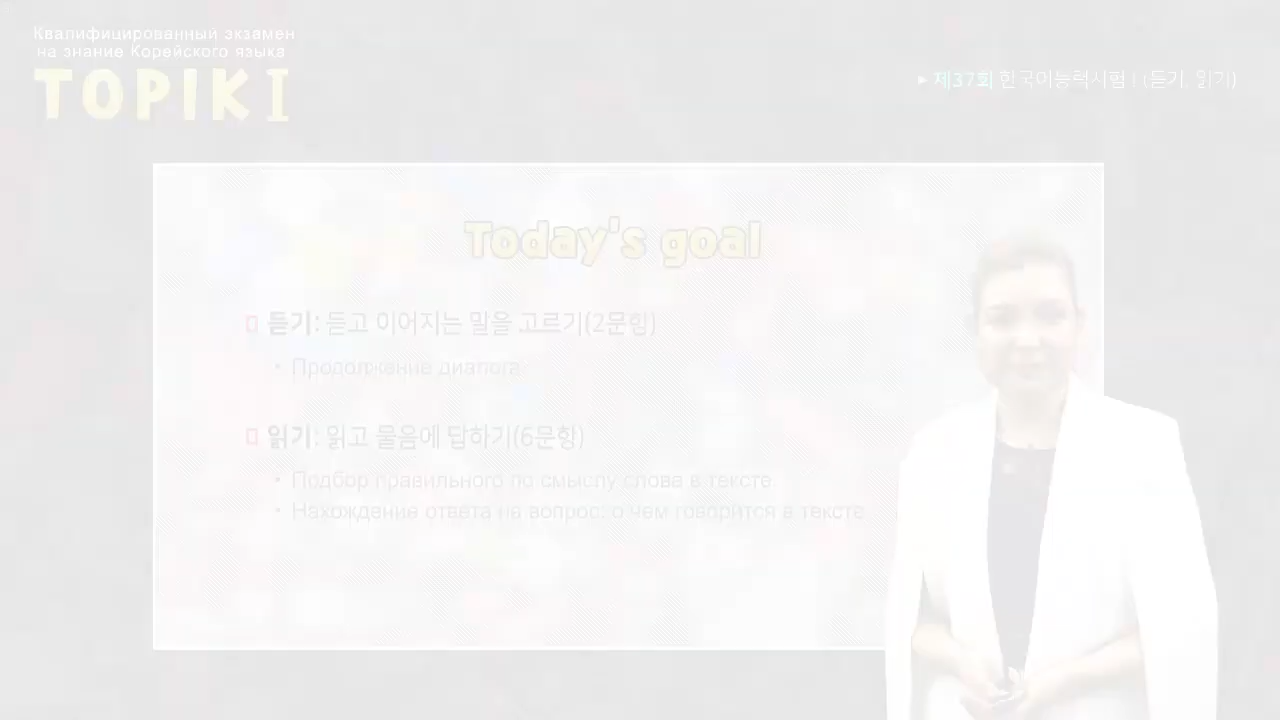 Квалифицированный экзамен
на знание Корейского языка
TOPIK I
▸ 제37회 한국어능력시험 I (듣기, 읽기)
Today's goal
듣기: 듣고 이어지는 말을 고르기(2문항)
• Продолжение диалога
읽기: 읽고 물음에 답하기(6문항)
• Подбор правильного по смыслу слова в тексте
• Нахождение ответа на вопрос: о чем говорится в тексте